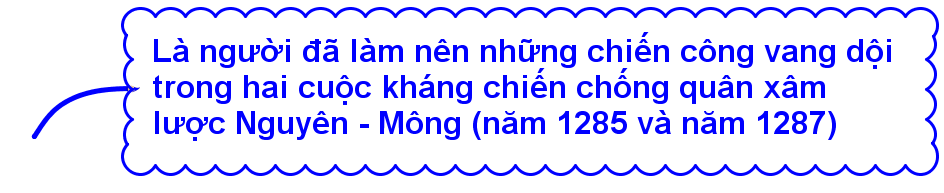 Là người đã làm nên những chiến công vang dội
trong hai cuộc kháng chiến chống quân xâm
lược Nguyên - Mông (năm 1285 và năm 1287)